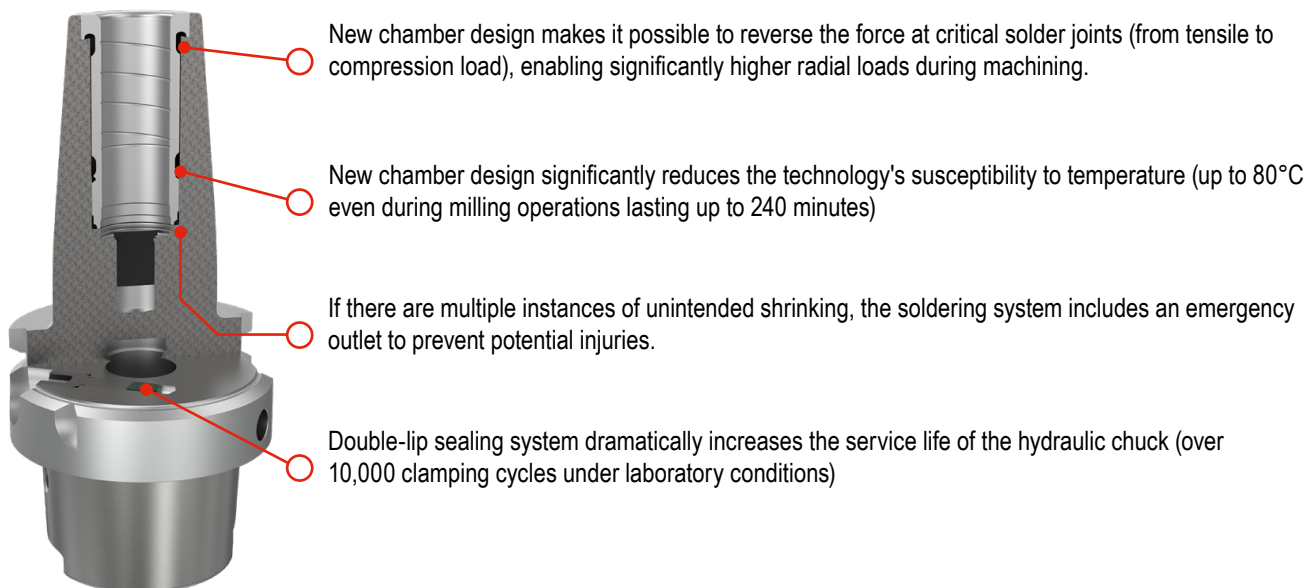 New chamber design makes it possible to reverse the force at critical solder joints (from tensile to
compression load), enabling significantly higher radial loads during machining.
New chamber design significantly reduces the technology's susceptibility to temperature (up to 80°C
even during milling operations lasting up to 240 minutes)
If there are multiple instances of unintended shrinking, the soldering system includes an emergency
outlet to prevent potential injuries.
Double-lip sealing system dramatically increases the service life of the hydraulic chuck (over
10,000 clamping cycles under laboratory conditions)